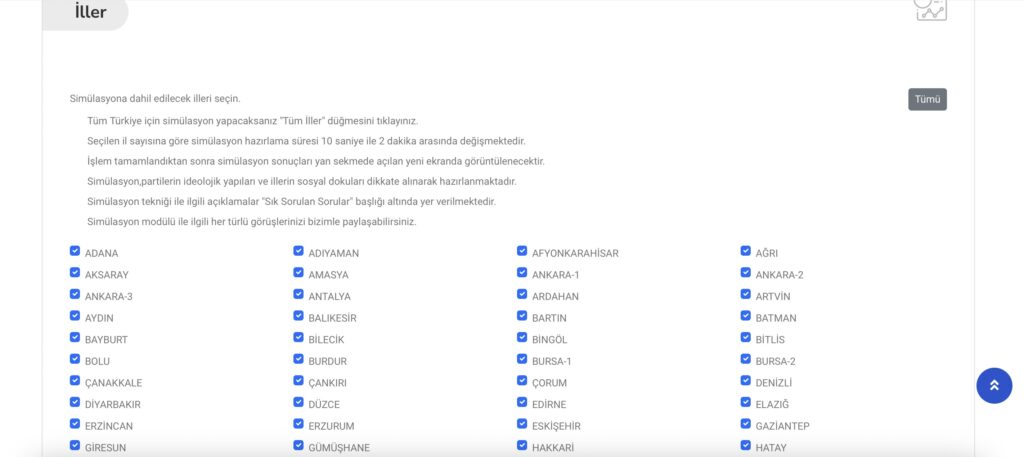 İller
Simülasyona dahil edilecek illeri seçin.
Tümü
Tüm Türkiye için simülasyon yapacaksanız "Tüm İller" düğmesini tıklayınız.
Seçilen il sayısına göre simülasyon hazırlama süresi 10 saniye ile 2 dakika arasında değişmektedir.
İşlem tamamlandıktan sonra simülasyon sonuçları yan sekmede açılan yeni ekranda görüntülenecektir.
Simülasyon,partilerin ideolojik yapıları ve illerin sosyal dokuları dikkate alınarak hazırlanmaktadır.
Simülasyon tekniği ile ilgili açıklamalar "Sık Sorulan Sorular" başlığı altında yer verilmektedir.
Simülasyon modülü ile ilgili her türlü görüşlerinizi bizimle paylaşabilirsiniz.
ADANA ADIYAMAN AFYONKARAHİSAR AĞRI
AKSARAY AMASYA ANKARA-1 ANKARA-2
ANKARA-3 ANTALYA ARDAHAN ARTVİN
AYDIN BALIKESİR BARTIN BATMAN
BAYBURT BİLECİK BİNGÖL BİTLİS
BOLU BURDUR BURSA-1 BURSA-2
ÇANAKKALE ÇANKIRI ÇORUM DENİZLİ
DİYARBAKIR DÜZCE EDİRNE ELAZIĞ
ERZİNCAN ERZURUM ESKİŞEHİR GAZİANTEP
GİRESUN GÜMÜŞHANE HAKKARİ HATAY